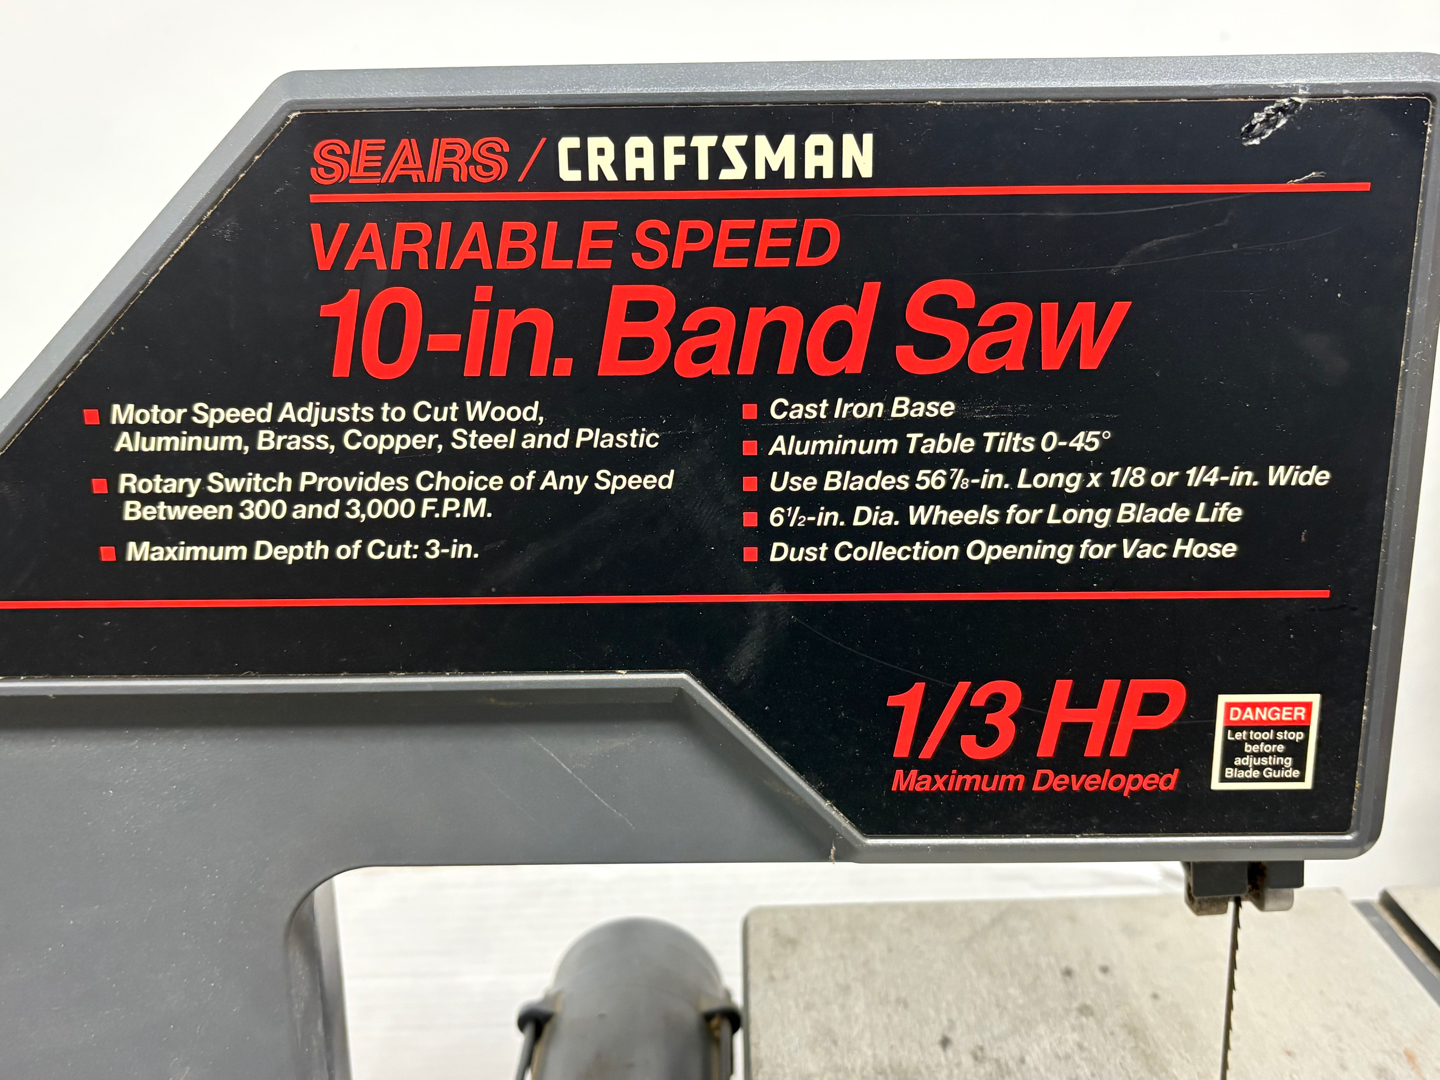 SEARS / CRAFTSMAN
VARIABLE SPEED
10-in. Band Saw
Motor Speed Adjusts to Cut Wood,
Aluminum, Brass, Copper, Steel and Plastic
Rotary Switch Provides Choice of Any Speed
Between 300 and 3,000 F.P.M.
Maximum Depth of Cut: 3-in.
Cast Iron Base
Aluminum Table Tilts 0-45°
Use Blades 56 7/8-in. Long x 1/8 or 1/4-in. Wide
6 1/2-in. Dia. Wheels for Long Blade Life
Dust Collection Opening for Vac Hose
1/3 HP
Maximum Developed
DANGER
Let tool stop
before
adjusting
Blade Guide